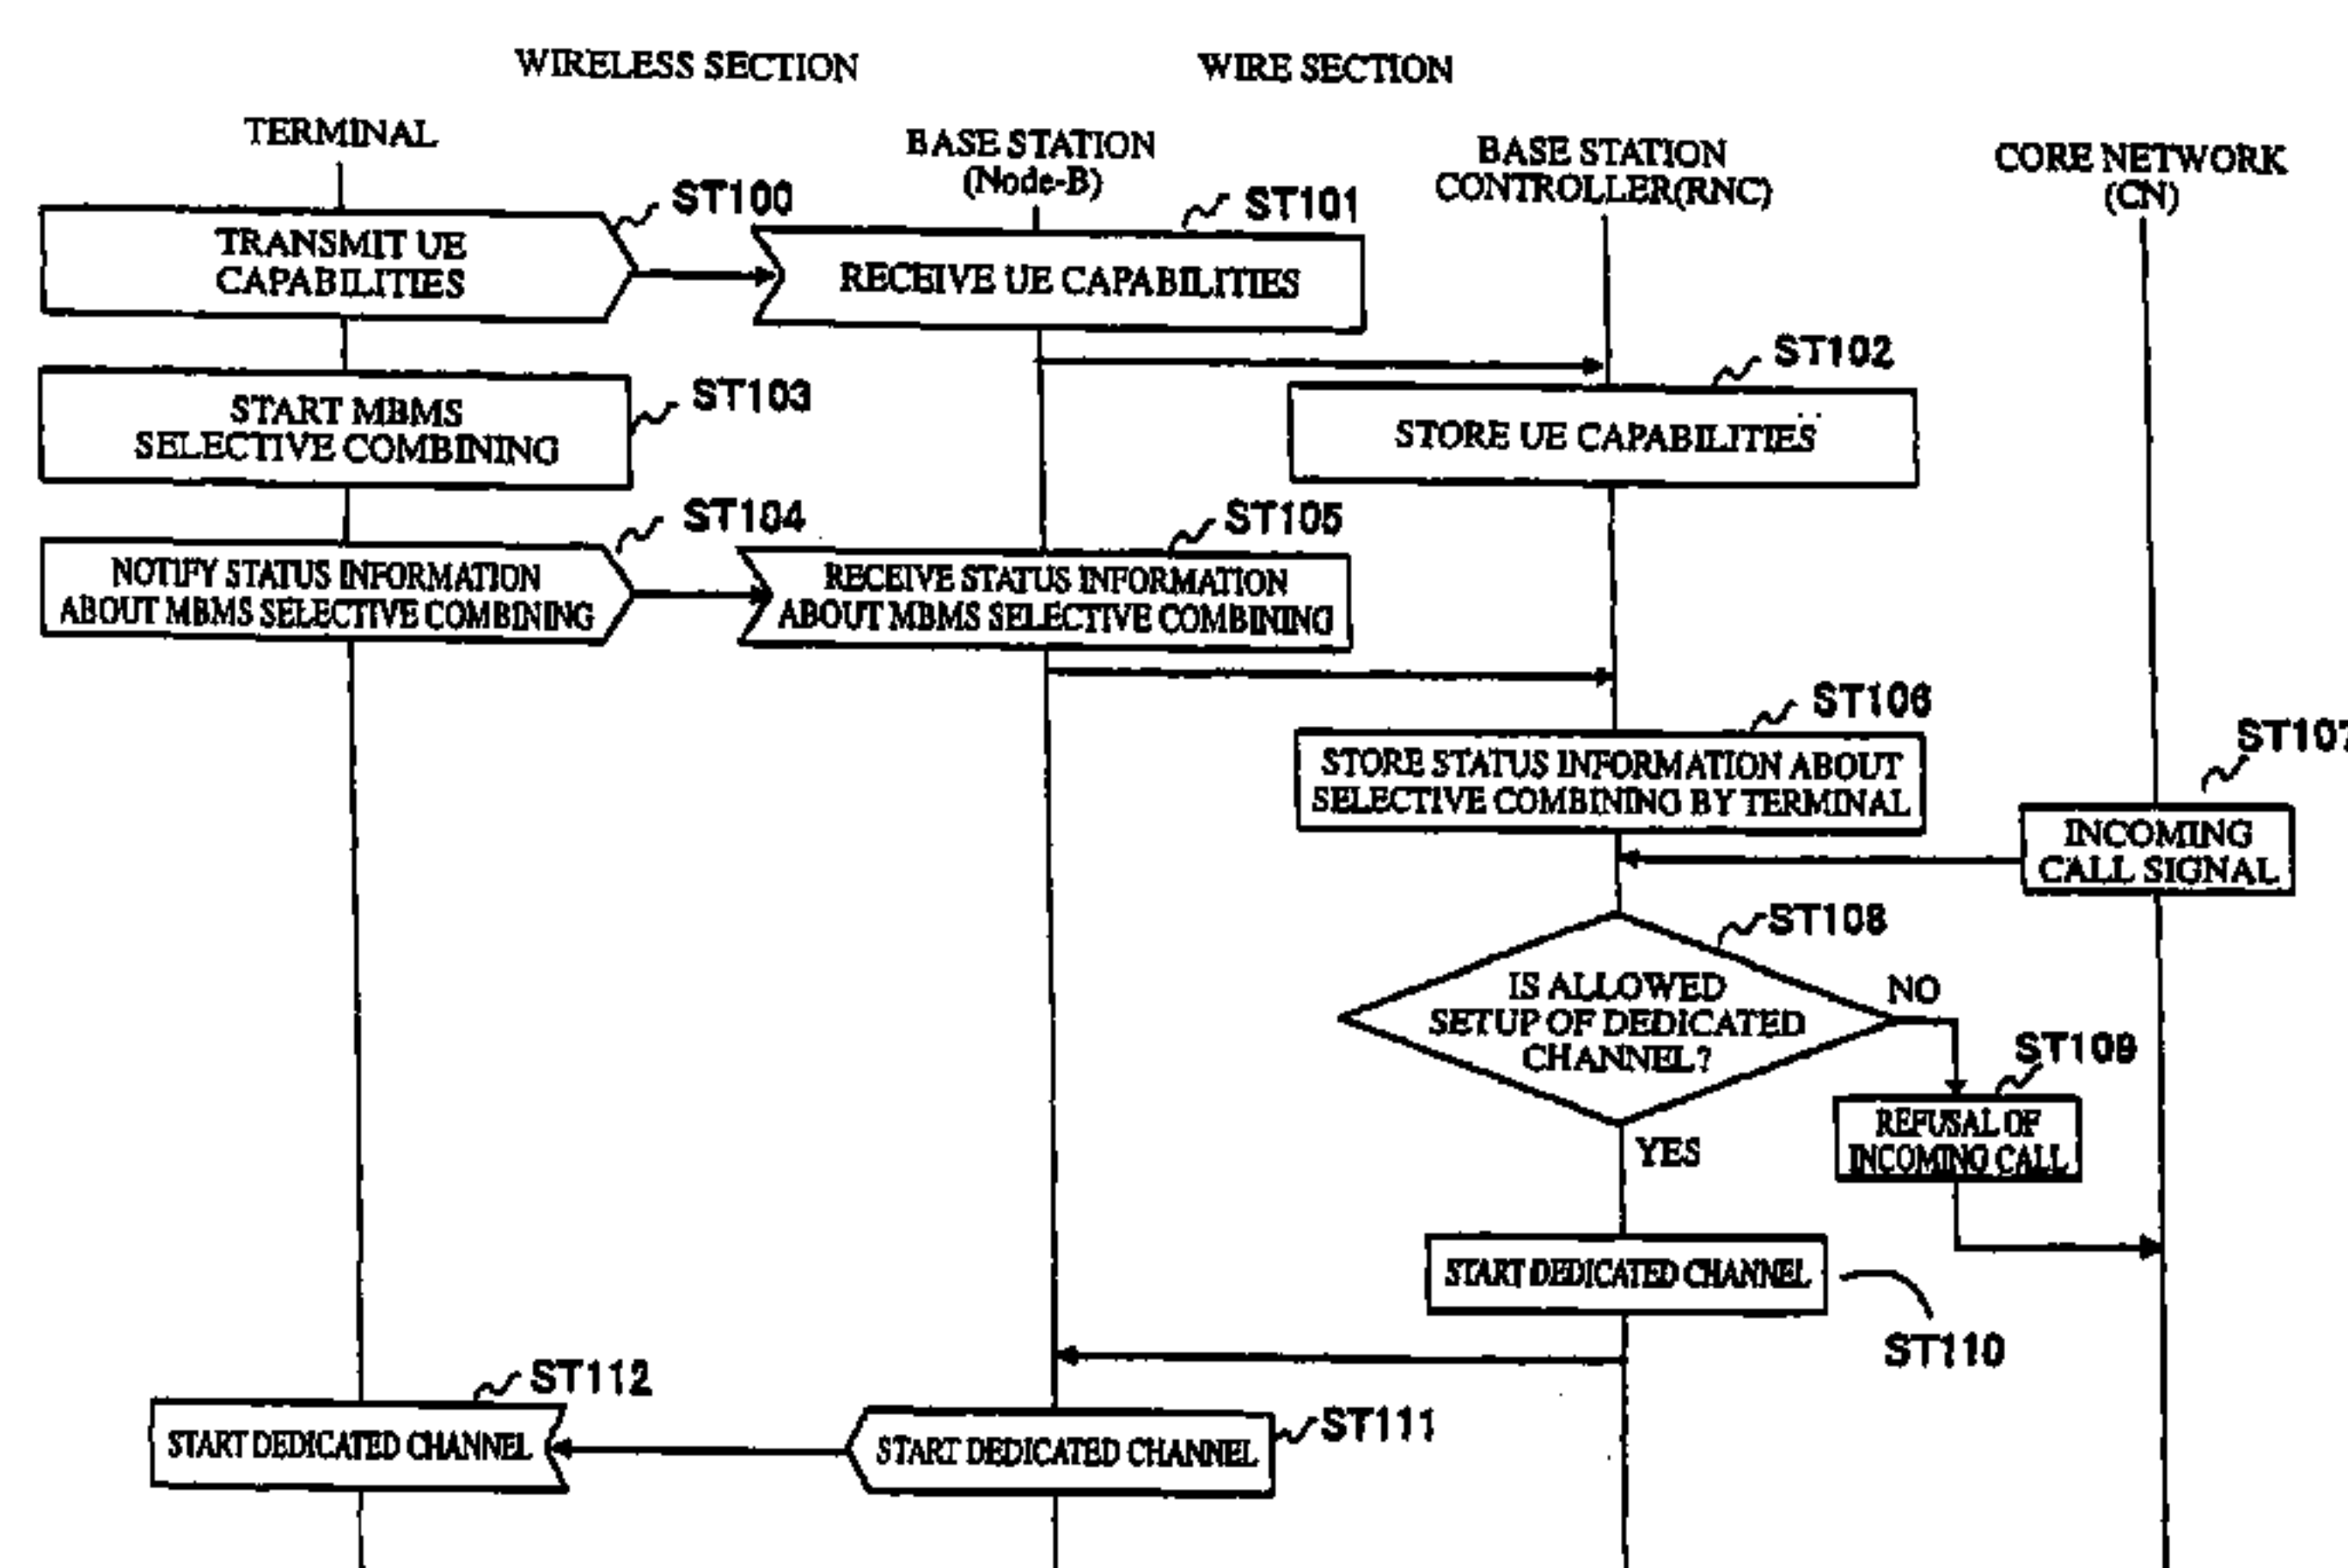 WIRELESS SECTION
WIRE SECTION
TERMINAL
BASE STATION
(Node-B)
BASE STATION
CONTROLLER(RNC)
CORE NETWORK
(CN)
ST100
TRANSMIT UE
CAPABILITIES
ST101
RECEIVE UE CAPABILITIES
ST102
STORE UE CAPABILITIES
ST103
START MBMS
SELECTIVE COMBINING
ST104
NOTIFY STATUS INFORMATION
ABOUT MBMS SELECTIVE COMBINING
ST105
RECEIVE STATUS INFORMATION
ABOUT MBMS SELECTIVE COMBINING
ST106
STORE STATUS INFORMATION ABOUT
SELECTIVE COMBINING BY TERMINAL
ST107
INCOMING
CALL SIGNAL
ST108
IS ALLOWED
SETUP OF DEDICATED
CHANNEL?
NO
ST109
REFUSAL OF
INCOMING CALL
YES
START DEDICATED CHANNEL
ST110
ST112
START DEDICATED CHANNEL
ST111
START DEDICATED CHANNEL